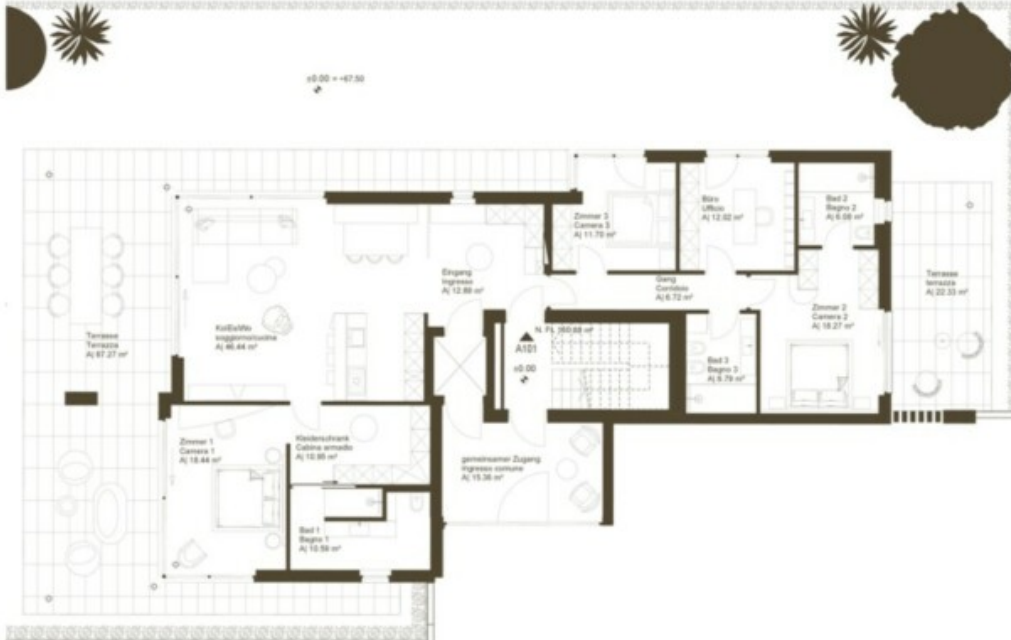 ±0.00 = +67,50
Zimmer 3
Camera 3
A| 11.70 m²
Büro
Ufficio
A| 12.02 m²
Bad 2
Bagno 2
A| 6.08 m²
Eingang
Ingresso
A| 12.89 m²
Gang
Corridoio
A| 6.72 m²
Terrasse
terrazza
A| 22.33 m²
Zimmer 2
Camera 2
A| 18.27 m²
Ko/Es/Wo
soggiorno/cucina
A| 46.44 m²
Terrasse
Terrazza
A| 87.27 m²
A101
±0.00
Bad 3
Bagno 3
Zimmer 1
Camera 1
A| 18.44 m²
Kleiderschrank
Cabina armadio
A| 10.95 m²
gemeinsamer Zugang
Ingresso comune
A| 15.36 m²
Bad 1
Bagno 1
A| 10.59 m²